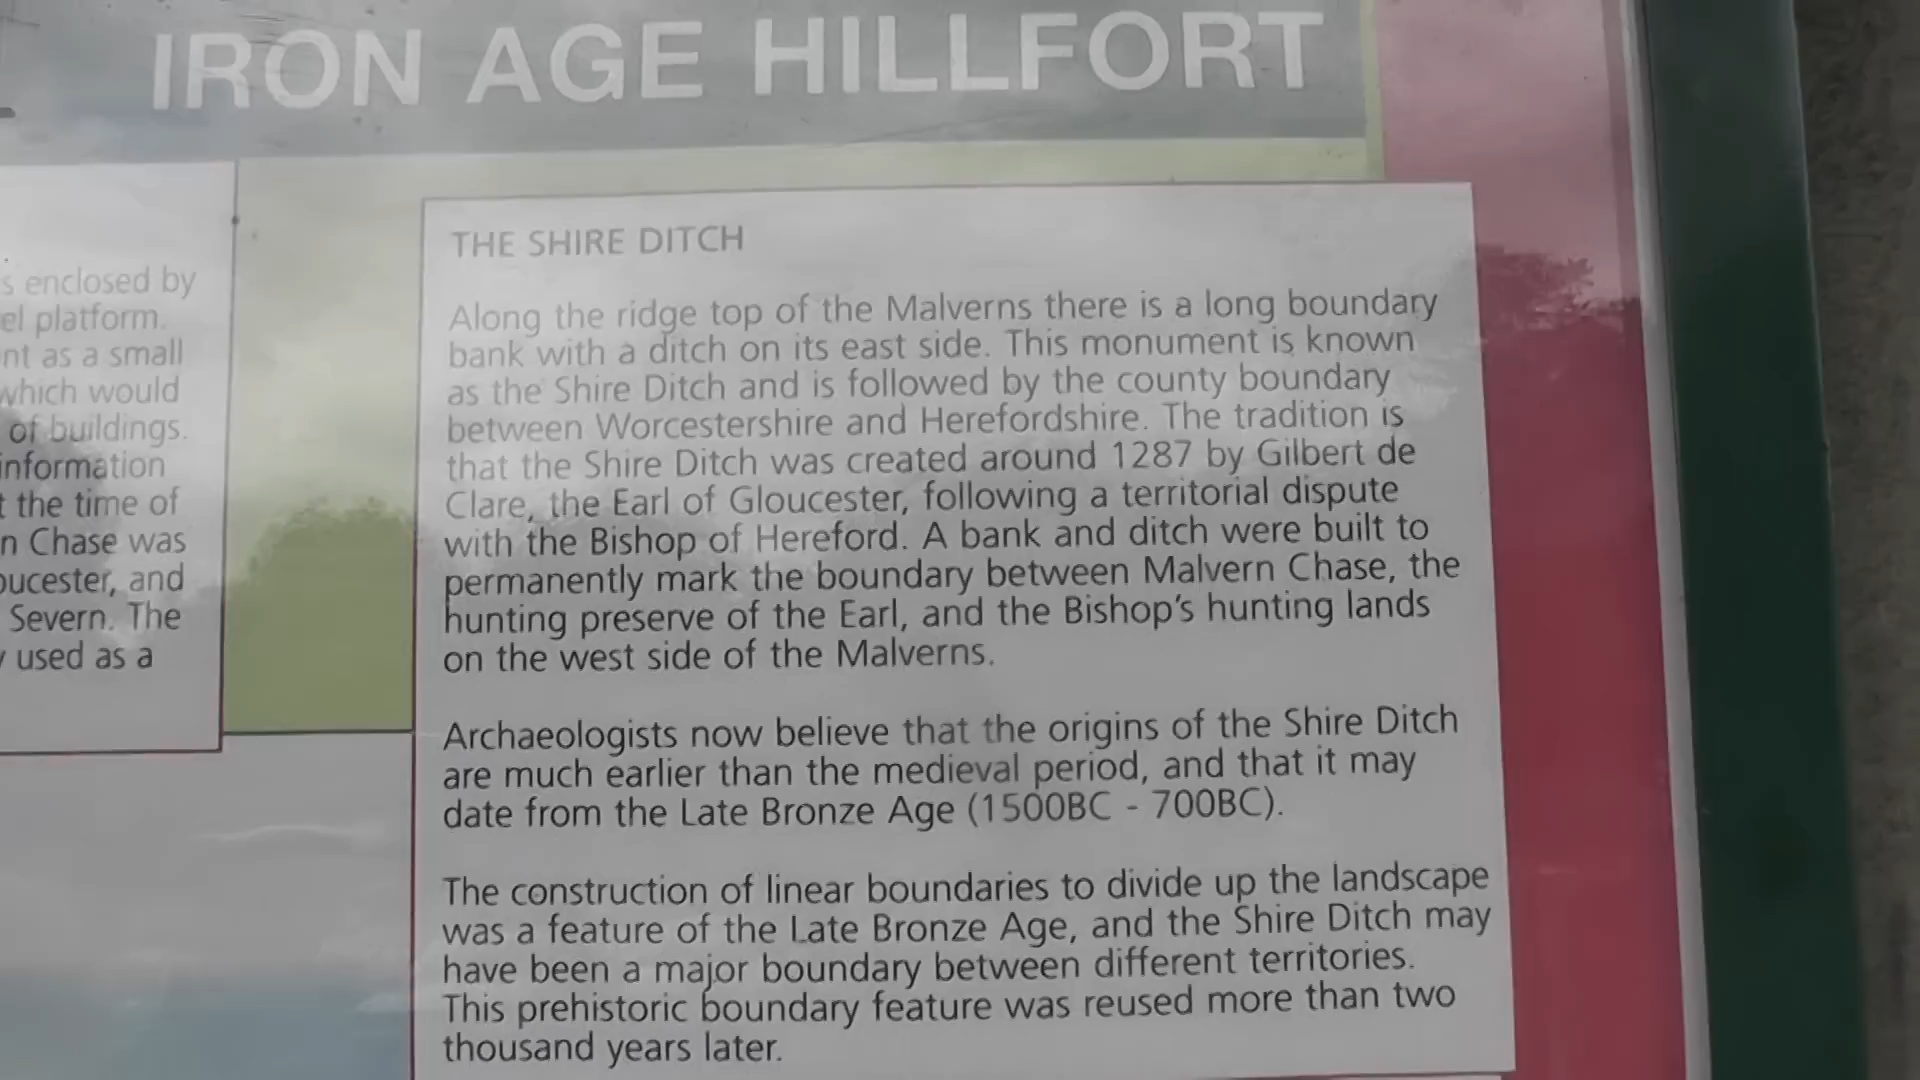 IRON AGE HILLFORT
enclosed by
platform.
as a small
which would
of buildings.
information
the time of
Chase was
and
Severn. The
used as a
THE SHIRE DITCH
Along the ridge top of the Malverns there is a long boundary
bank with a ditch on its east side. This monument is known
as the Shire Ditch and is followed by the county boundary
between Worcestershire and Herefordshire. The tradition is
that the Shire Ditch was created around 1287 by Gilbert de
Clare, the Earl of Gloucester, following a territorial dispute
with the Bishop of Hereford. A bank and ditch were built to
permanently mark the boundary between Malvern Chase, the
hunting preserve of the Earl, and the Bishop's hunting lands
on the west side of the Malverns.
Archaeologists now believe that the origins of the Shire Ditch
are much earlier than the medieval period, and that it may
date from the Late Bronze Age (1500BC - 700BC).
The construction of linear boundaries to divide up the landscape
was a feature of the Late Bronze Age, and the Shire Ditch may
have been a major boundary between different territories.
This prehistoric boundary feature was reused more than two
thousand years later.